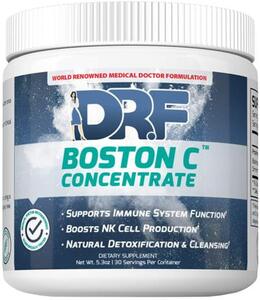 WORLD RENOWNED MEDICAL DOCTOR FORMULATION
DRF
BOSTON C™
CONCENTRATE
• SUPPORTS IMMUNE SYSTEM FUNCTION†
• BOOSTS NK CELL PRODUCTION†
• NATURAL DETOXIFICATION & CLEANSING†
DIETARY SUPPLEMENT
Net Wt. 5.3oz | 30 Servings Per Container